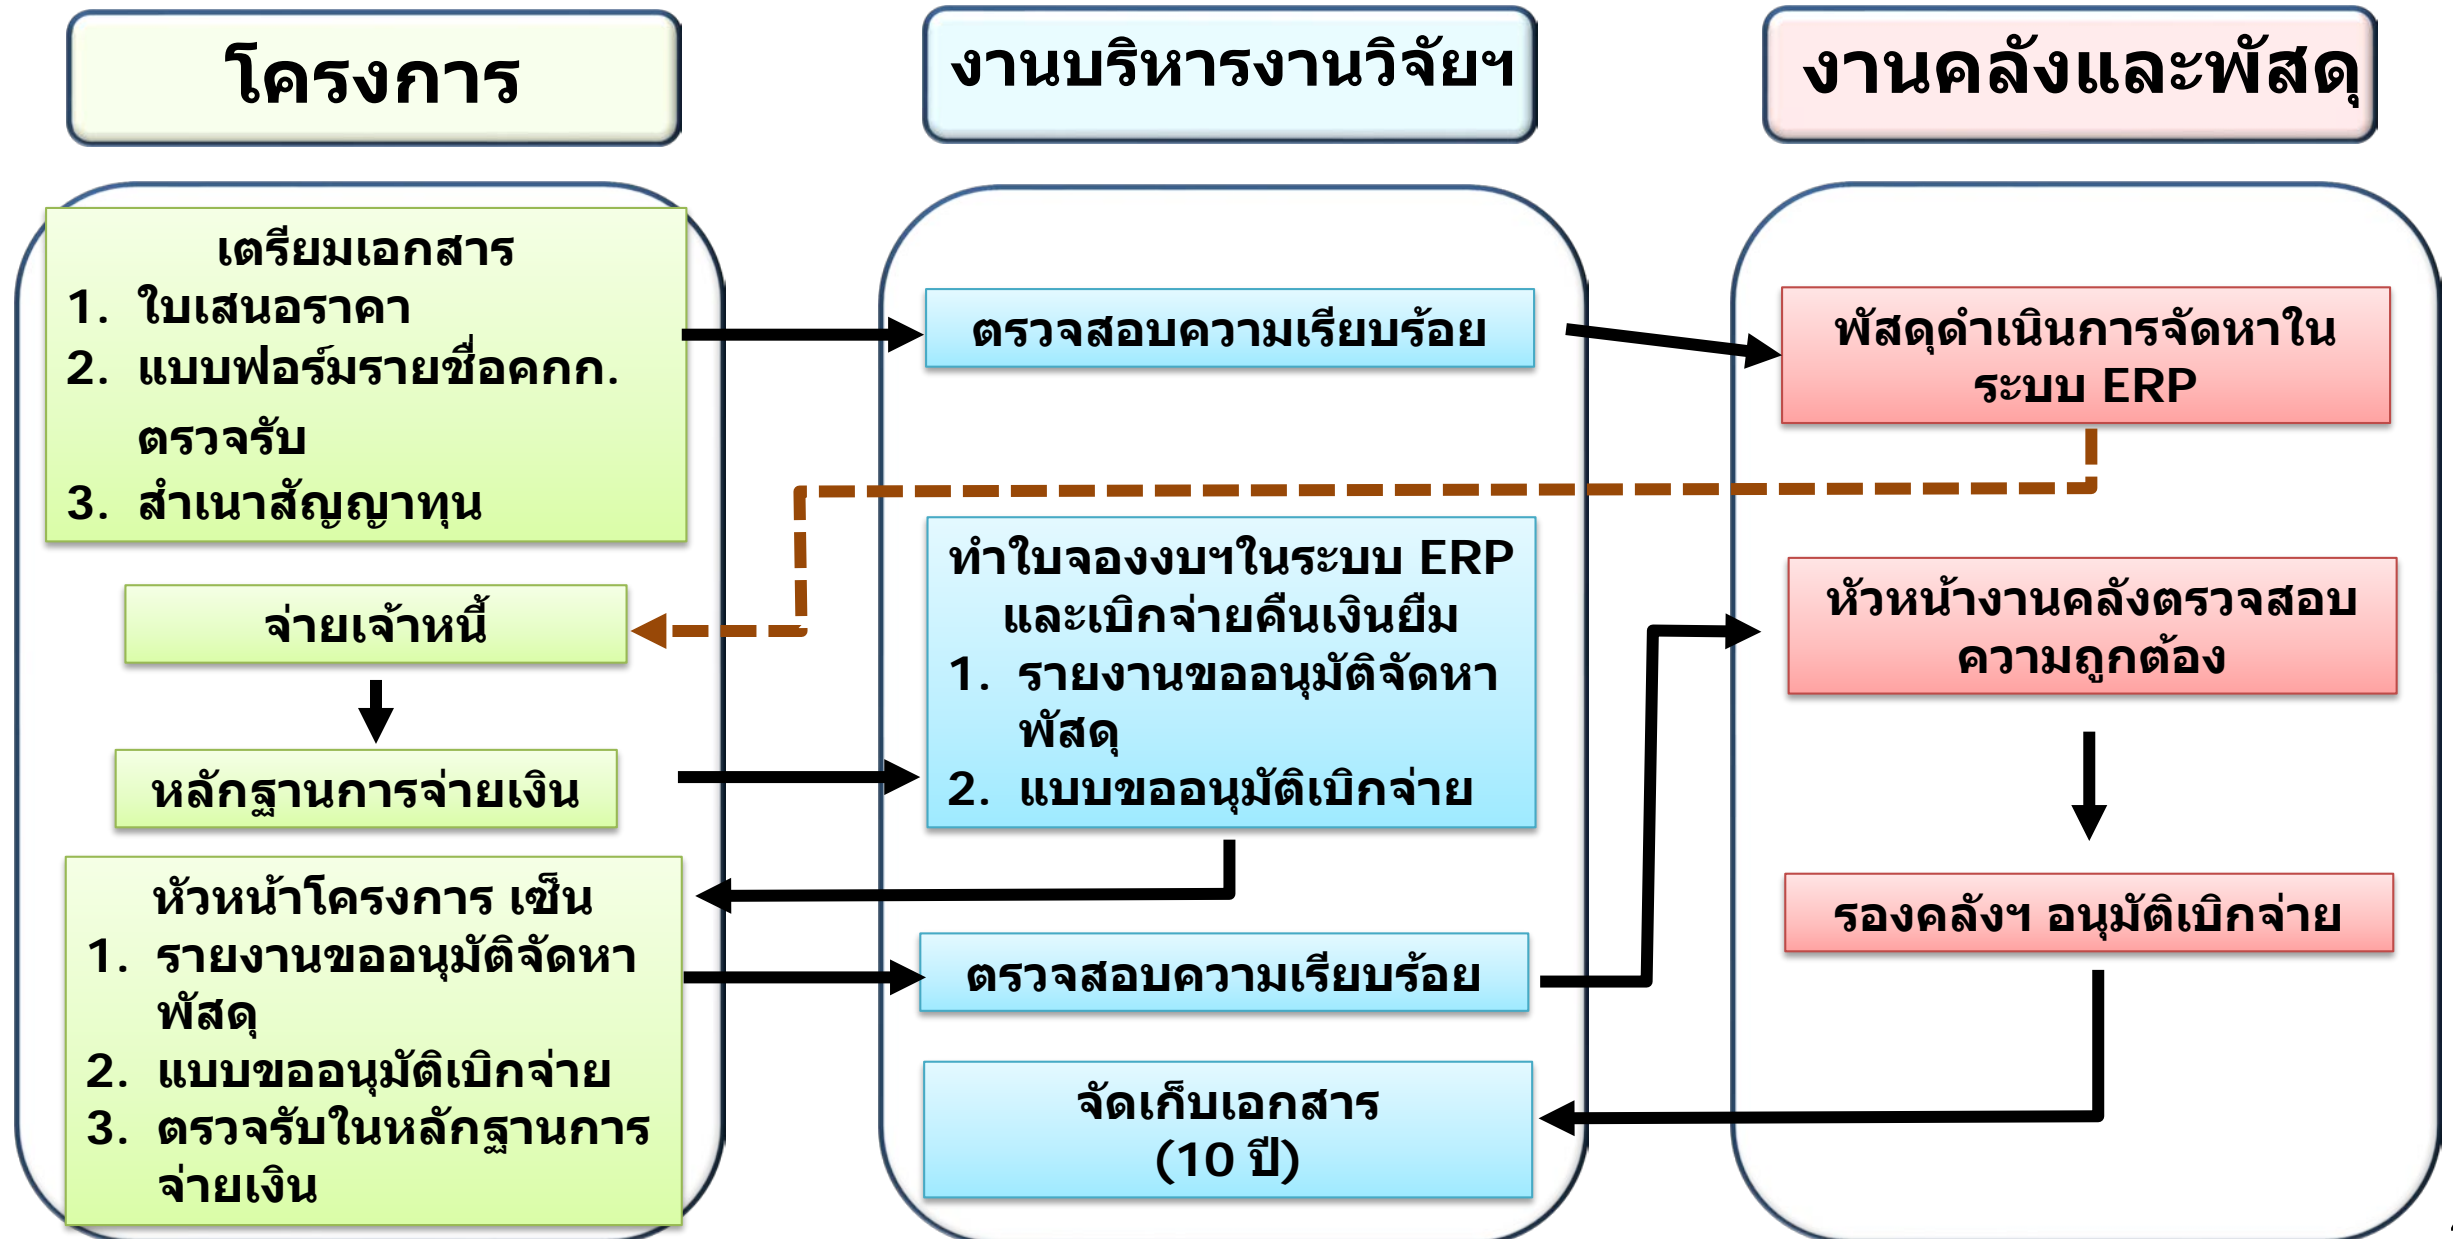 โครงการ
งานบริหารงานวิจัยฯ
งานคลังและพัสดุ
เตรียมเอกสาร
1. ใบเสนอราคา
2. แบบฟอร์มรายชื่อคกก.
ตรวจรับ
3. สำเนาสัญญาทุน
จ่ายเจ้าหนี้
หลักฐานการจ่ายเงิน
หัวหน้าโครงการ เซ็น
1. รายงานขออนุมัติจัดหา
พัสดุ
2. แบบขออนุมัติเบิกจ่าย
3. ตรวจรับในหลักฐานการ
จ่ายเงิน
ตรวจสอบความเรียบร้อย
ทำใบจองงบฯในระบบ ERP
และเบิกจ่ายคืนเงินยืม
1. รายงานขออนุมัติจัดหา
พัสดุ
2. แบบขออนุมัติเบิกจ่าย
ตรวจสอบความเรียบร้อย
จัดเก็บเอกสาร
(10 ปี)
พัสดุดำเนินการจัดหาใน
ระบบ ERP
หัวหน้างานคลังตรวจสอบ
ความถูกต้อง
รองคลังฯ อนุมัติเบิกจ่าย